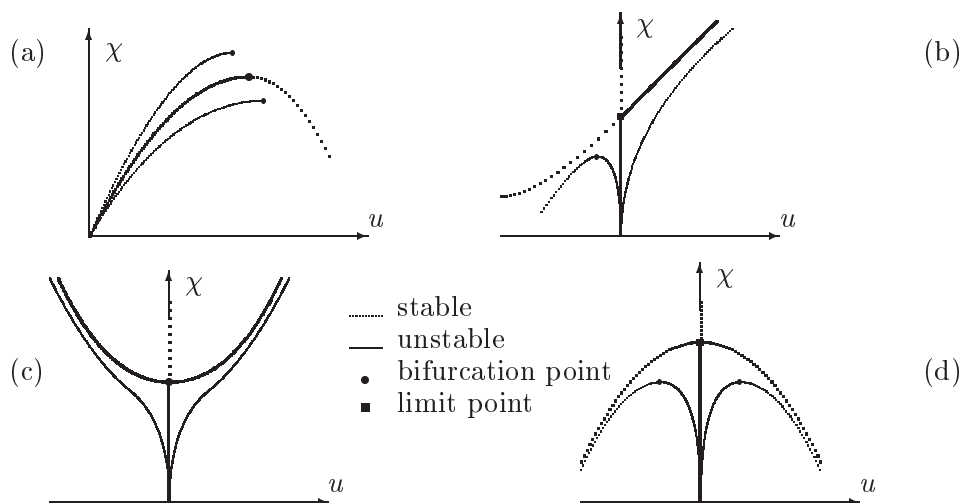 (a)
χ
u
(b)
χ
u
(c)
χ
u
stable
unstable
bifurcation point
limit point
(d)
χ
u